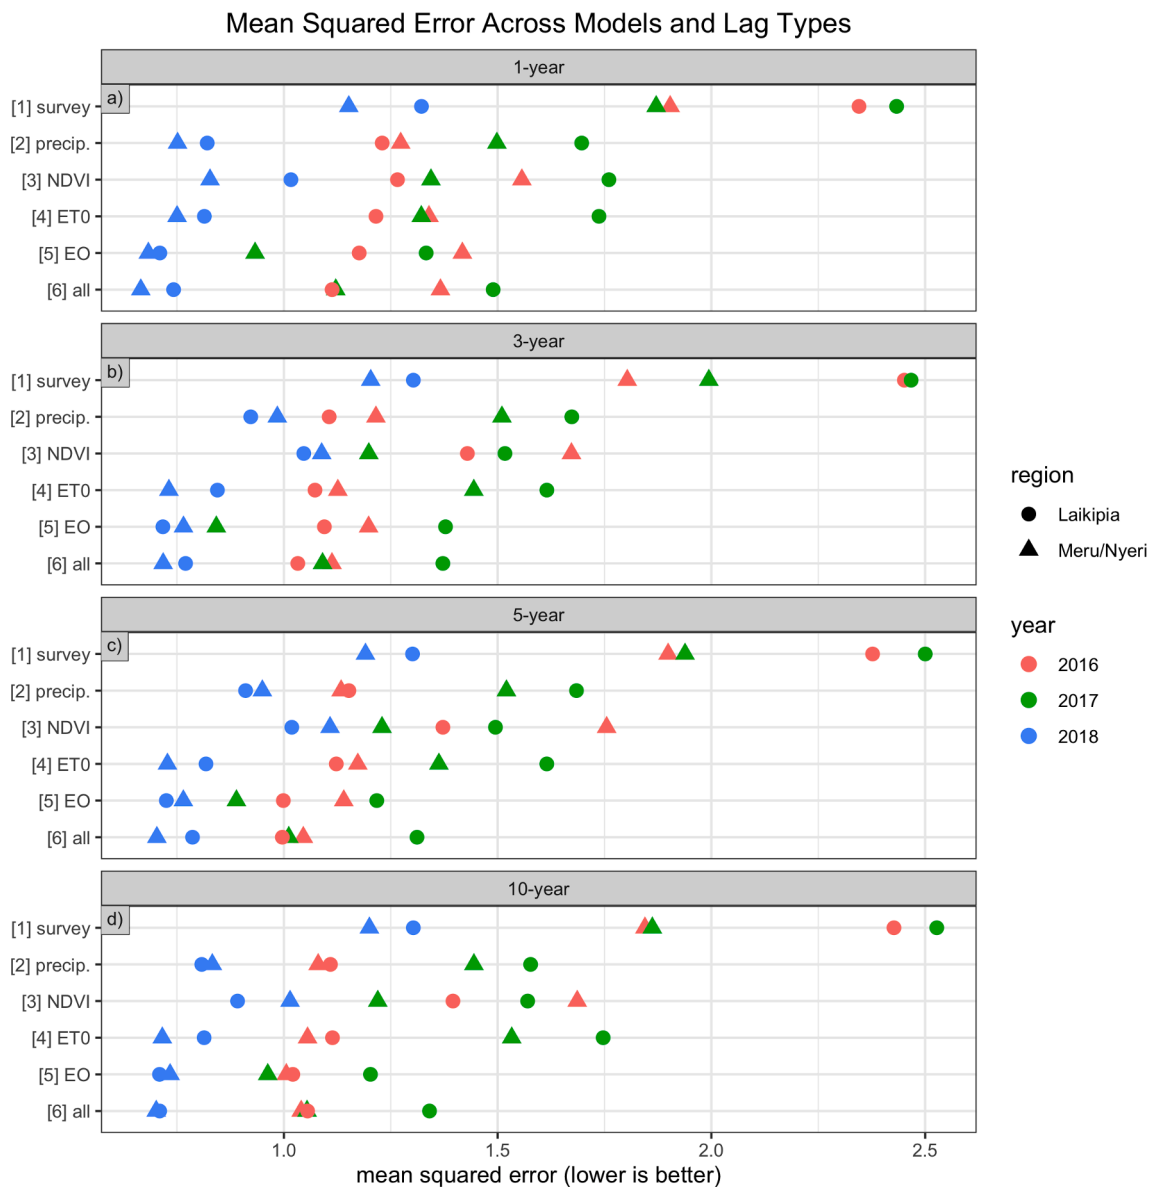 Mean Squared Error Across Models and Lag Types
1-year
a)
[1] survey
[2] precip.
[3] NDVI
[4] ET0
[5] EO
[6] all
3-year
b)
[1] survey
[2] precip.
[3] NDVI
[4] ET0
[5] EO
[6] all
5-year
c)
[1] survey
[2] precip.
[3] NDVI
[4] ET0
[5] EO
[6] all
10-year
d)
[1] survey
[2] precip.
[3] NDVI
[4] ET0
[5] EO
[6] all
1.0 1.5 2.0 2.5
mean squared error (lower is better)
region
Laikipia
Meru/Nyeri
year
2016
2017
2018